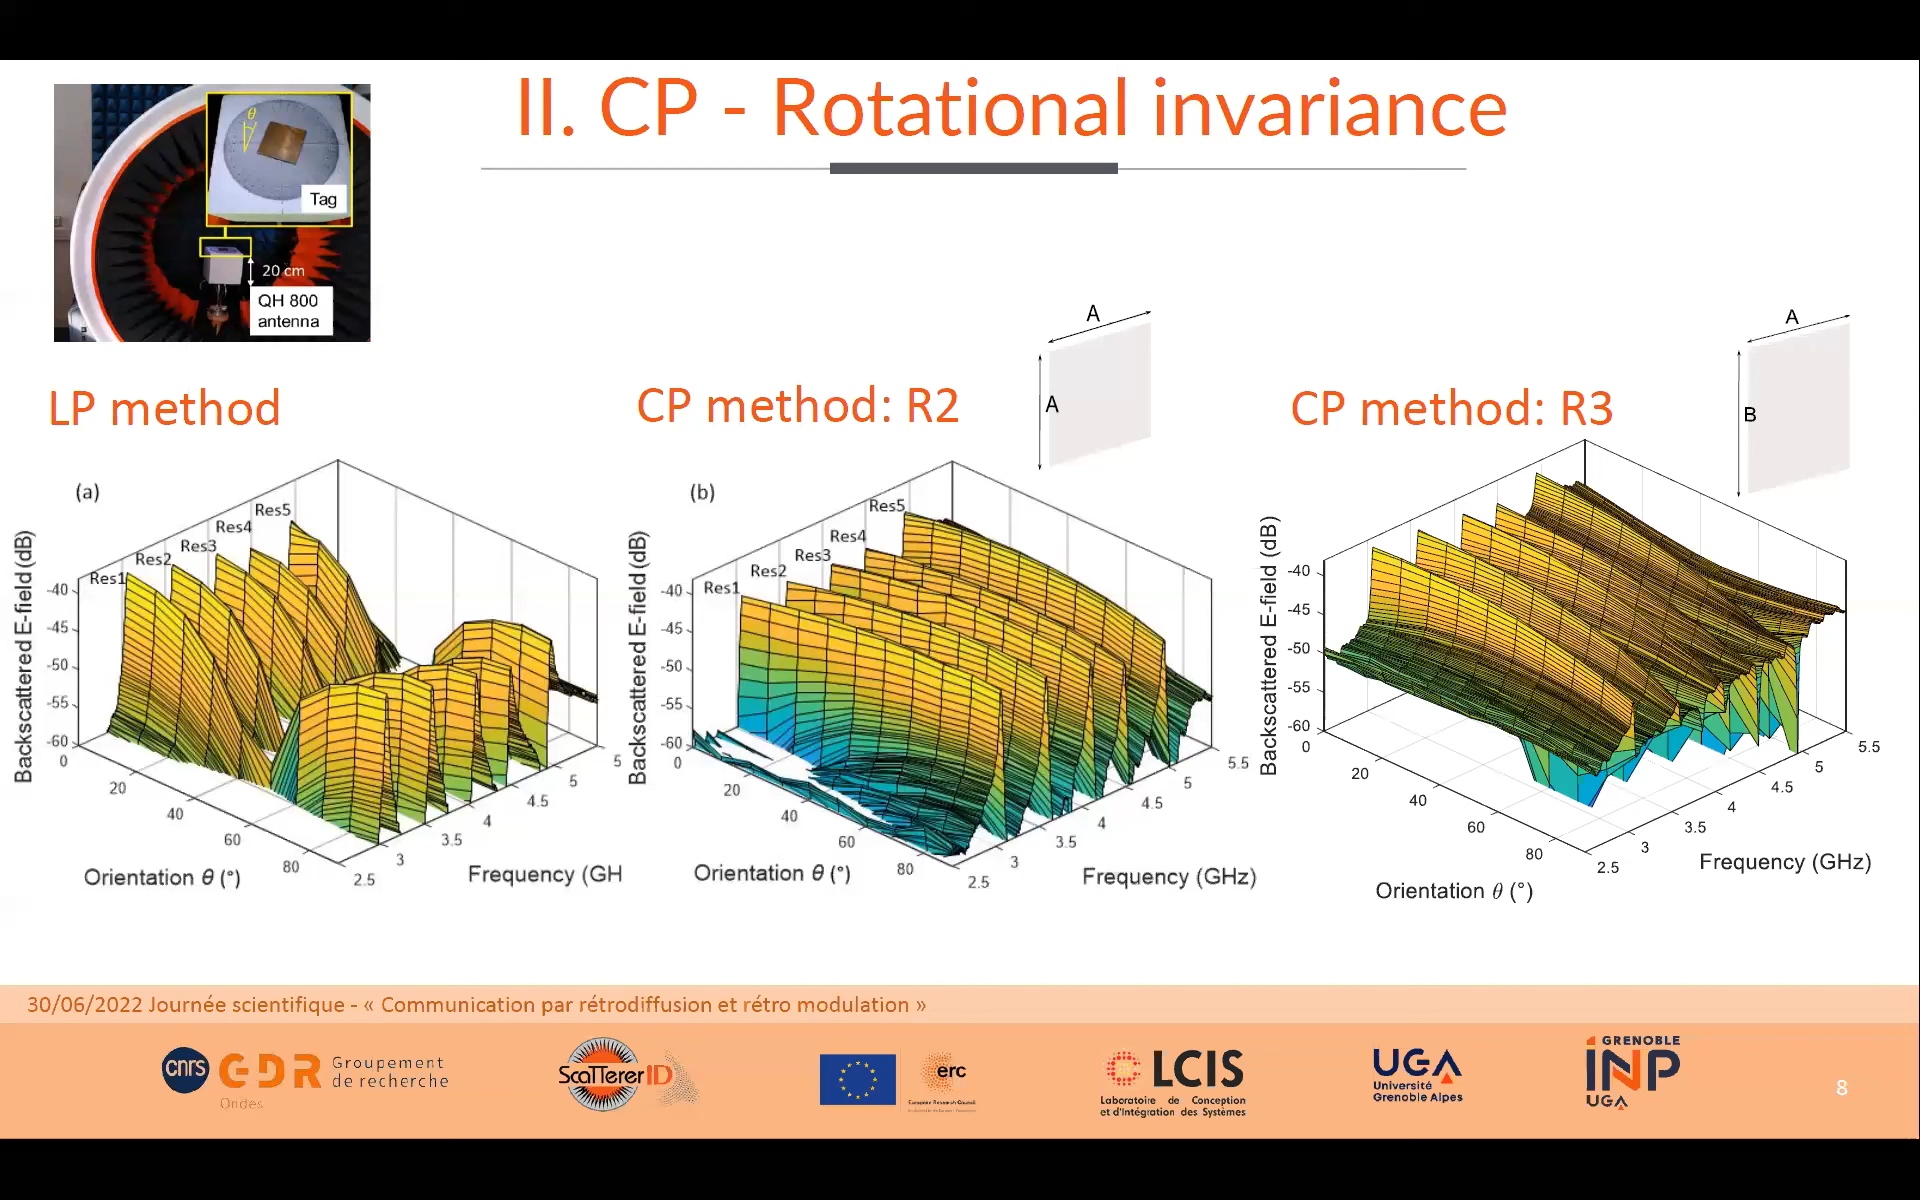 II. CP - Rotational invariance
θ
Tag
20 cm
QH 800
antenna
LP method
CP method: R2
A
A
CP method: R3
A
B
(a)
Res1
Res2
Res3
Res4
Res5
Backscattered E-field (dB)
-40
-45
-50
-55
-60
0
20
40
60
80
Orientation θ (°)
2.5
3
3.5
4
4.5
5
5
Frequency (GH
(b)
Res1
Res2
Res3
Res4
Res5
Backscattered E-field (dB)
-40
-45
-50
-55
-60
0
20
40
60
80
Orientation θ (°)
2.5
3
3.5
4
4.5
5
5.5
Frequency (GHz)
Backscattered E-field (dB)
-40
-45
-50
-55
-60
0
20
40
60
80
Orientation θ (°)
2.5
3
3.5
4
4.5
5
5.5
Frequency (GHz)
30/06/2022 Journée scientifique - « Communication par rétrodiffusion et rétro modulation »
cnrs
GDR
Groupement
de recherche
Ondes
ScaTTererID
erc
European Research Council
LCIS
Laboratoire de Conception
et d'Intégration des Systèmes
UGA
Université
Grenoble Alpes
GRENOBLE
INP
UGA
8